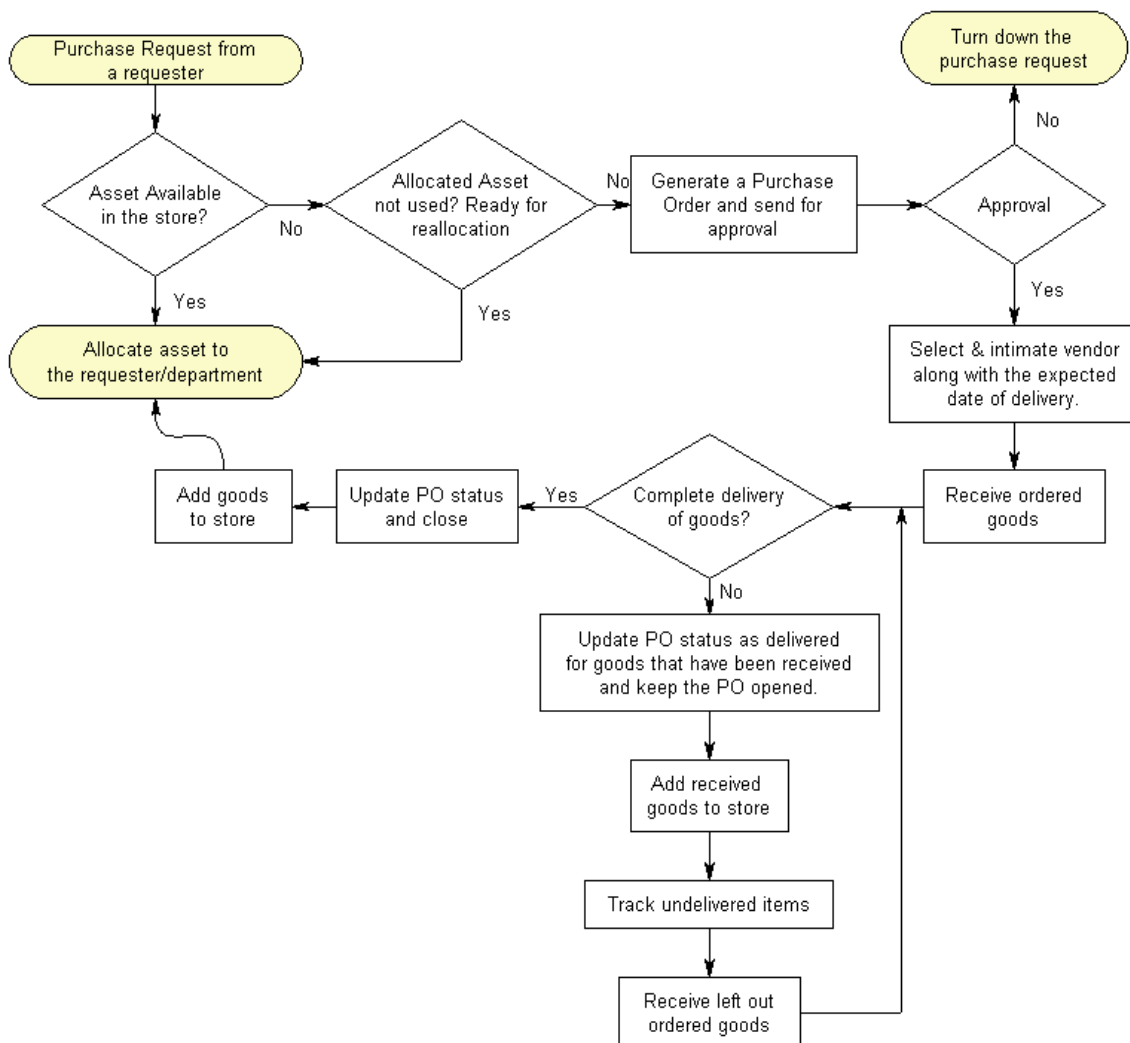 Purchase Request from
a requester
Turn down the
purchase request
No
Asset Available
in the store?
No
Allocated Asset
not used? Ready for
reallocation
No
Generate a Purchase
Order and send for
approval
Approval
Yes
Yes
Yes
Allocate asset to
the requester/department
Select & intimate vendor
along with the expected
date of delivery.
Add goods
to store
Update PO status
and close
Yes
Complete delivery
of goods?
Receive ordered
goods
No
Update PO status as delivered
for goods that have been received
and keep the PO opened.
Add received
goods to store
Track undelivered items
Receive left out
ordered goods